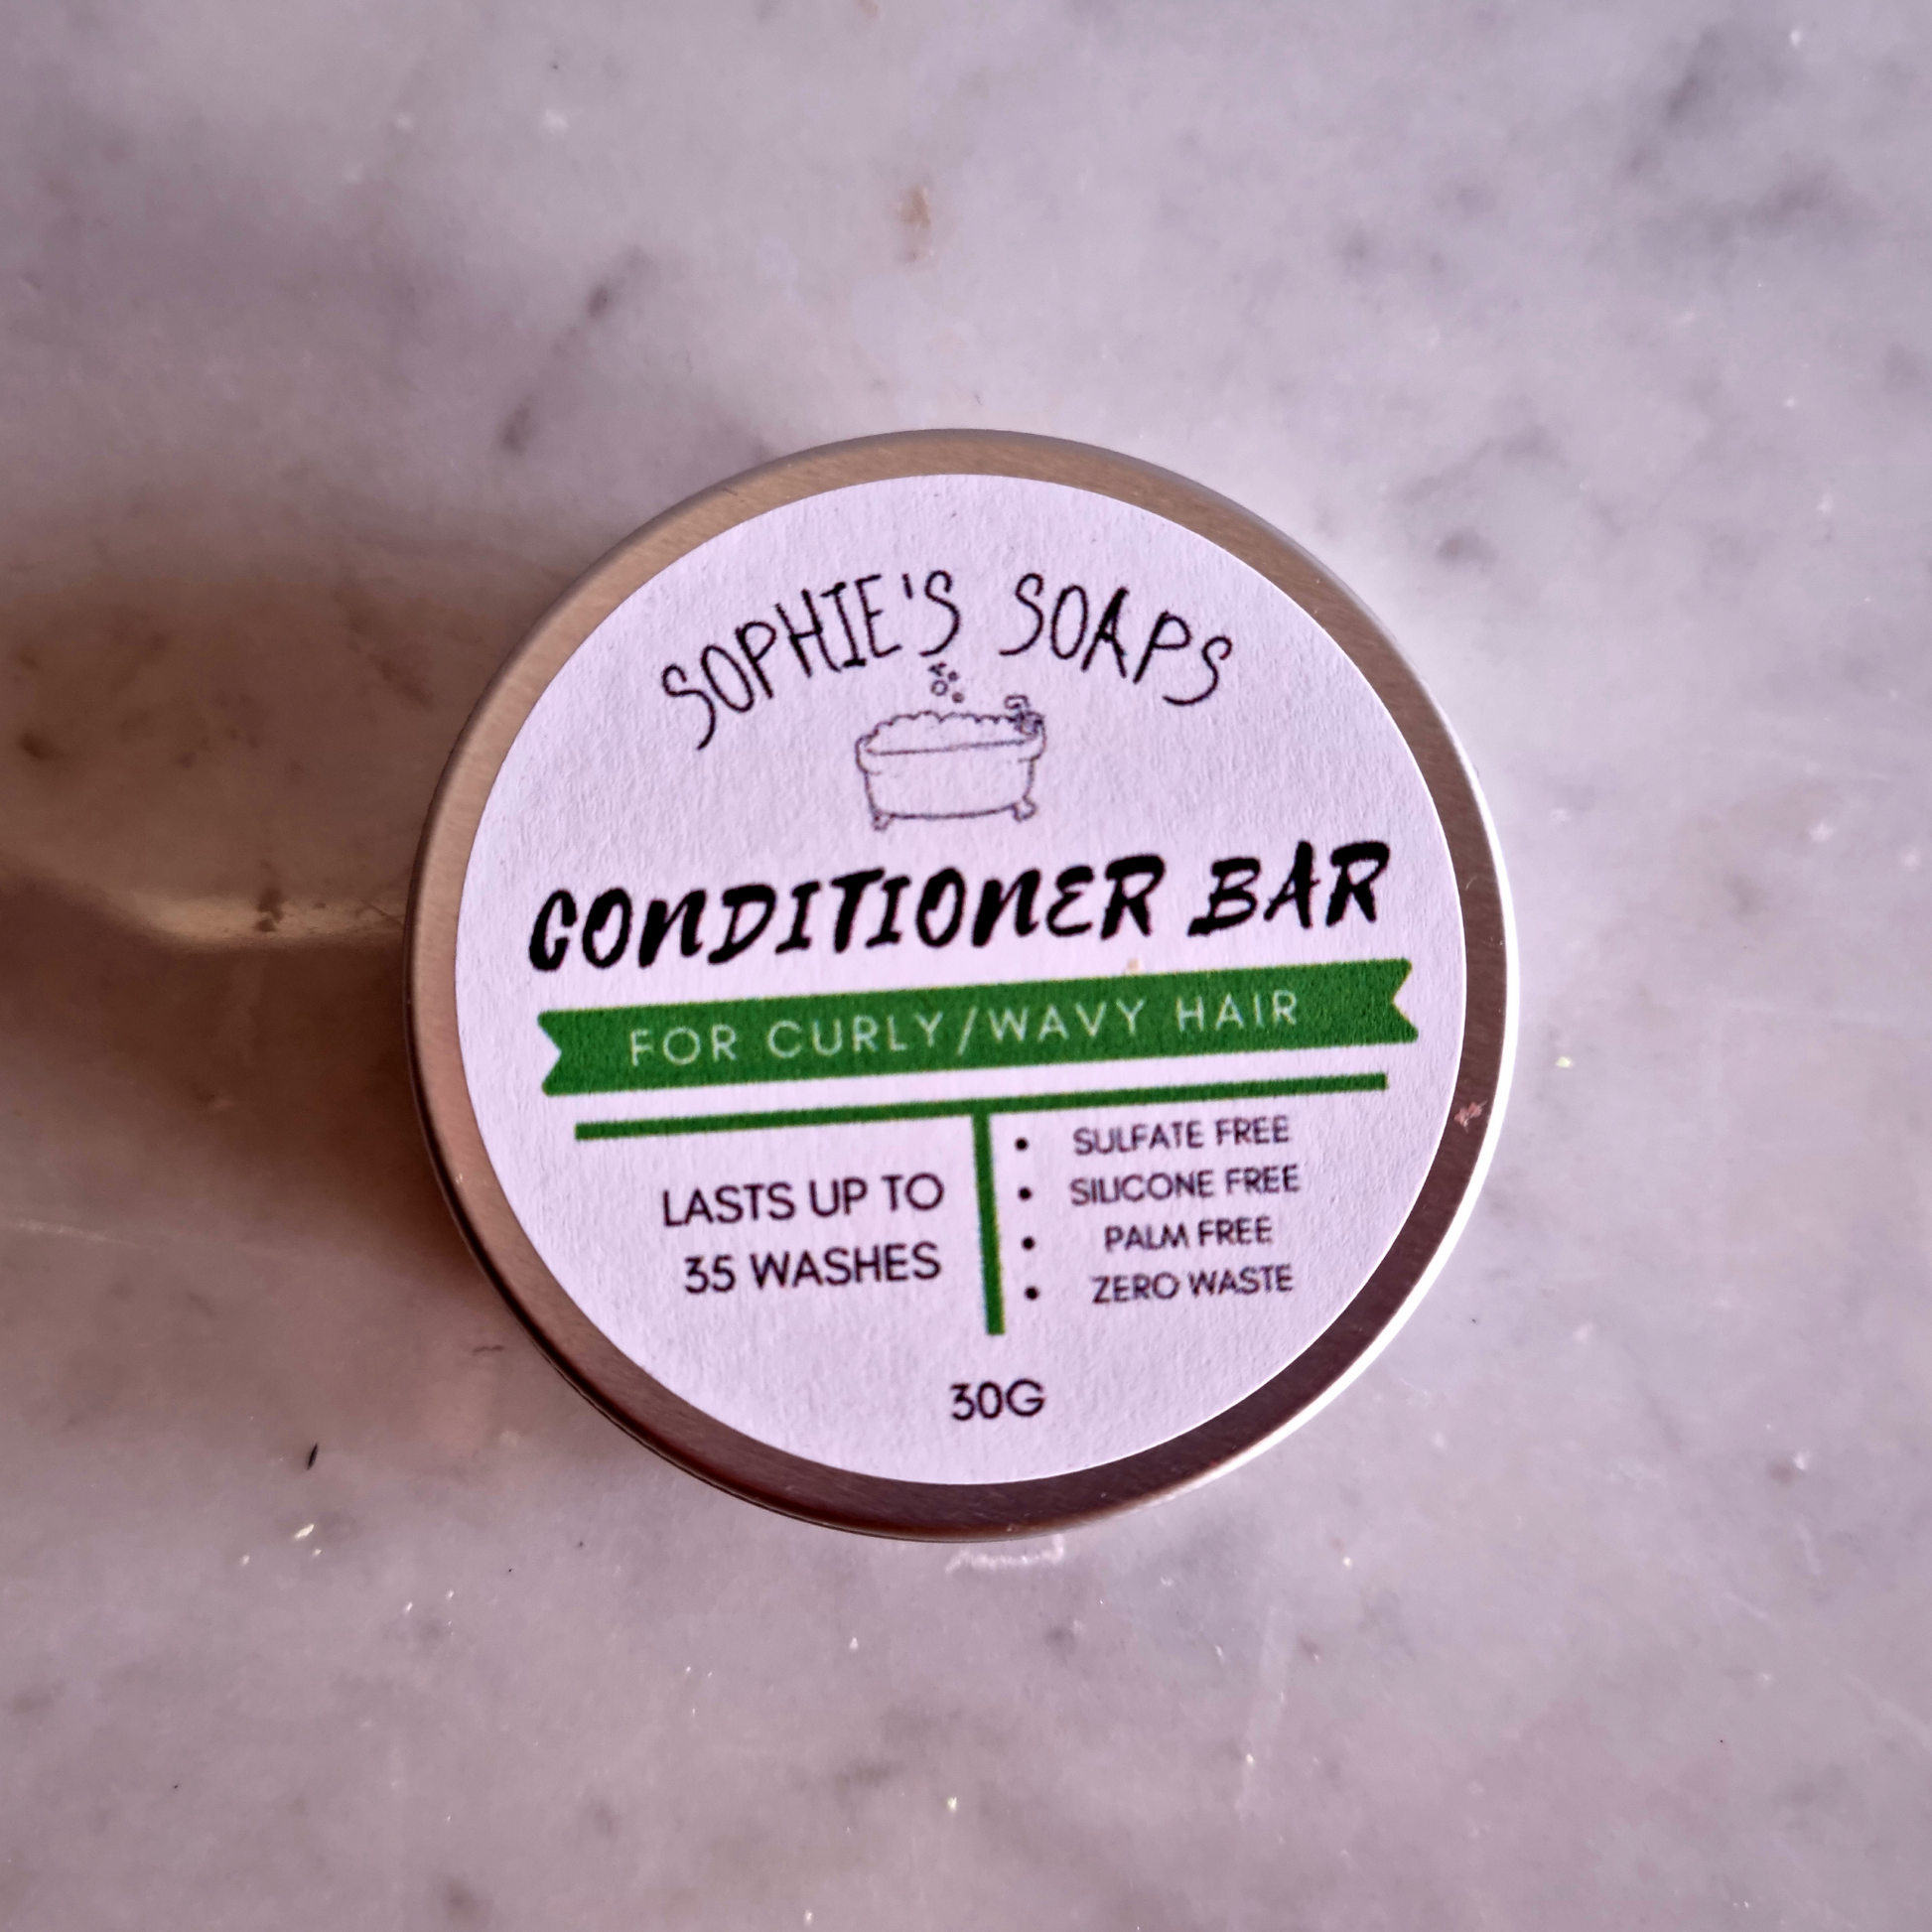 SOPHIE'S SOAPS
CONDITIONER BAR
FOR CURLY/WAVY HAIR
LASTS UP TO
35 WASHES
• SULFATE FREE
• SILICONE FREE
• PALM FREE
• ZERO WASTE
30G